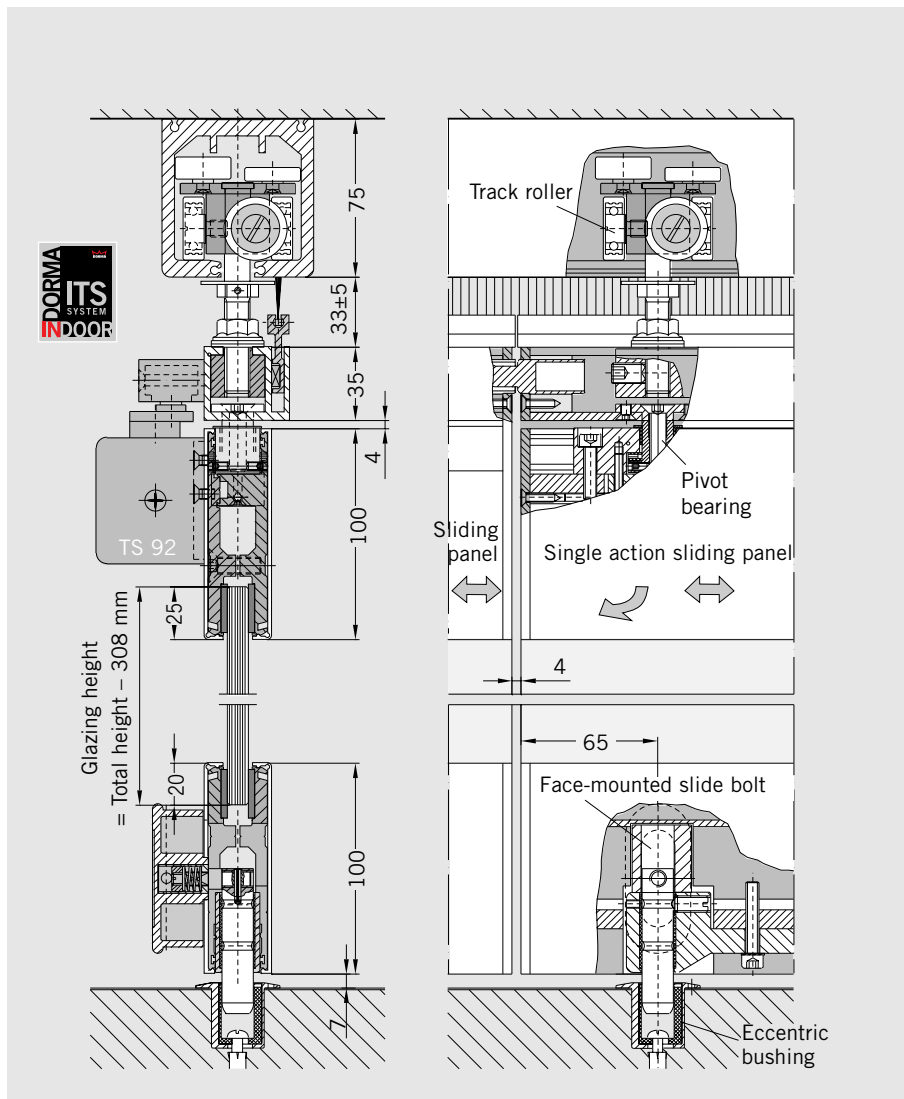 75
Track roller
DORMA
DORMA
ITS
SYSTEM
INDOOR
33±5
35
4
TS 92
100
25
Pivot
bearing
Sliding
panel
Single action sliding panel
Glazing height
= Total height – 308 mm
4
65
20
Face-mounted slide bolt
100
7
Eccentric
bushing